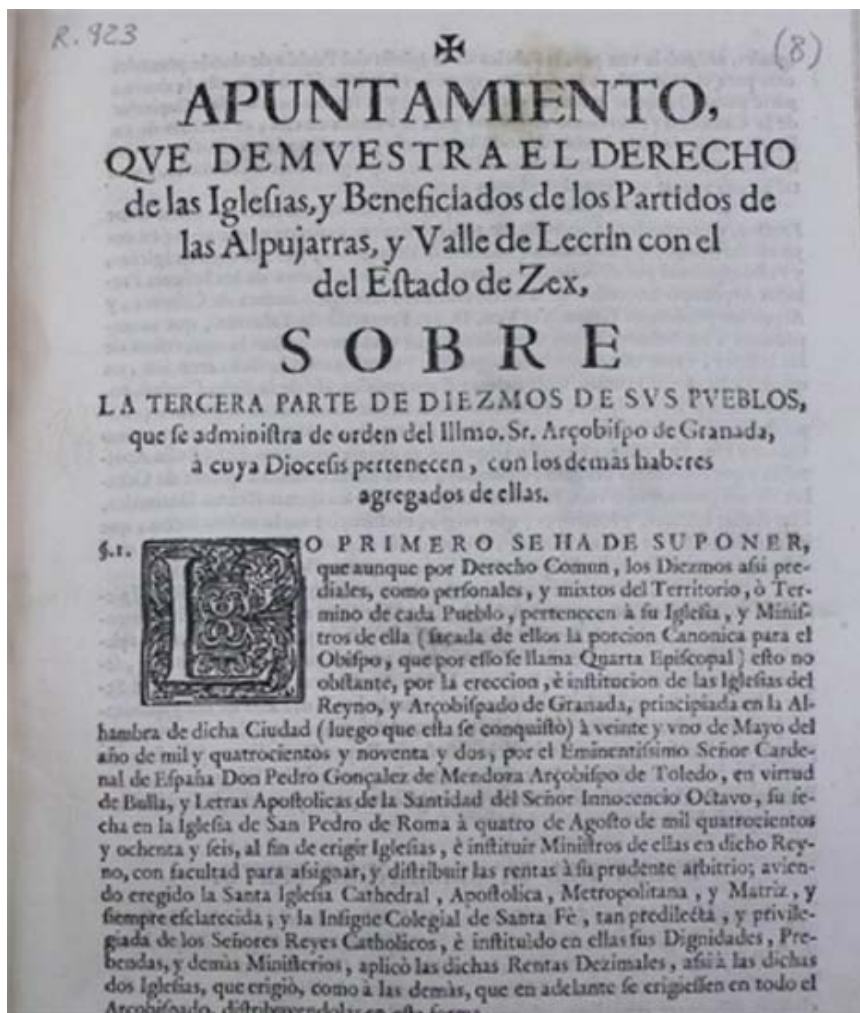 R. 923
(8)
✠
APUNTAMIENTO,
QVE DEMVESTRA EL DERECHO
de las Iglesias, y Beneficiados de los Partidos de
las Alpujarras, y Valle de Lecrin con el
del Estado de Zex,
SOBRE
LA TERCERA PARTE DE DIEZMOS DE SVS PVEBLOS,
que se administra de orden del Illmo. Sr. Arçobispo de Granada,
à cuya Diocesis pertenecen, con los demàs haberes
agregados de ellas.
§.1. LO PRIMERO SE HA DE SUPONER,
que aunque por Derecho Comun, los Diezmos assi pre-
diales, como personales, y mixtos del Territorio, ò Ter-
mino de cada Pueblo, pertenecen à su Iglesia, y Minis-
tros de ella (sacada de ellos la porcion Canonica para el
Obispo, que por esso se llama Quarta Episcopal) esto no
obstante, por la ereccion, è institucion de las Iglesias del
Reyno, y Arçobispado de Granada, principiada en la Al-
hambra de dicha Ciudad (luego que esta se conquistò) à veinte y vno de Mayo del
año de mil y quatrocientos y noventa y dos, por el Eminentissimo Señor Carde-
nal de España Don Pedro Gonçalez de Mendoza Arçobispo de Toledo, en virtud
de Bulla, y Letras Apostolicas de la Santidad del Señor Innocencio Octavo, su fe-
cha en la Iglesia de San Pedro de Roma à quatro de Agosto de mil quatrocientos
y ochenta y seis, al fin de erigir Iglesias, è instituir Ministros de ellas en dicho Rey-
no, con facultad para assignar, y distribuir las rentas à su prudente arbitrio; avien-
do eregido la Santa Iglesia Cathedral, Apostolica, Metropolitana, y Matriz, y
siempre esclarecida; y la Insigne Colegial de Santa Fè, tan predilecta, y privile-
giada de los Señores Reyes Catholicos, è instituìdo en ellas sus Dignidades, Pre-
bendas, y demàs Ministerios, aplicò las dichas Rentas Dezimales, assi à las dichas
dos Iglesias, que erigiò, como à las demàs, que en adelante se erigiessen en todo el
Arçobispado, distribuyendolas en esta forma